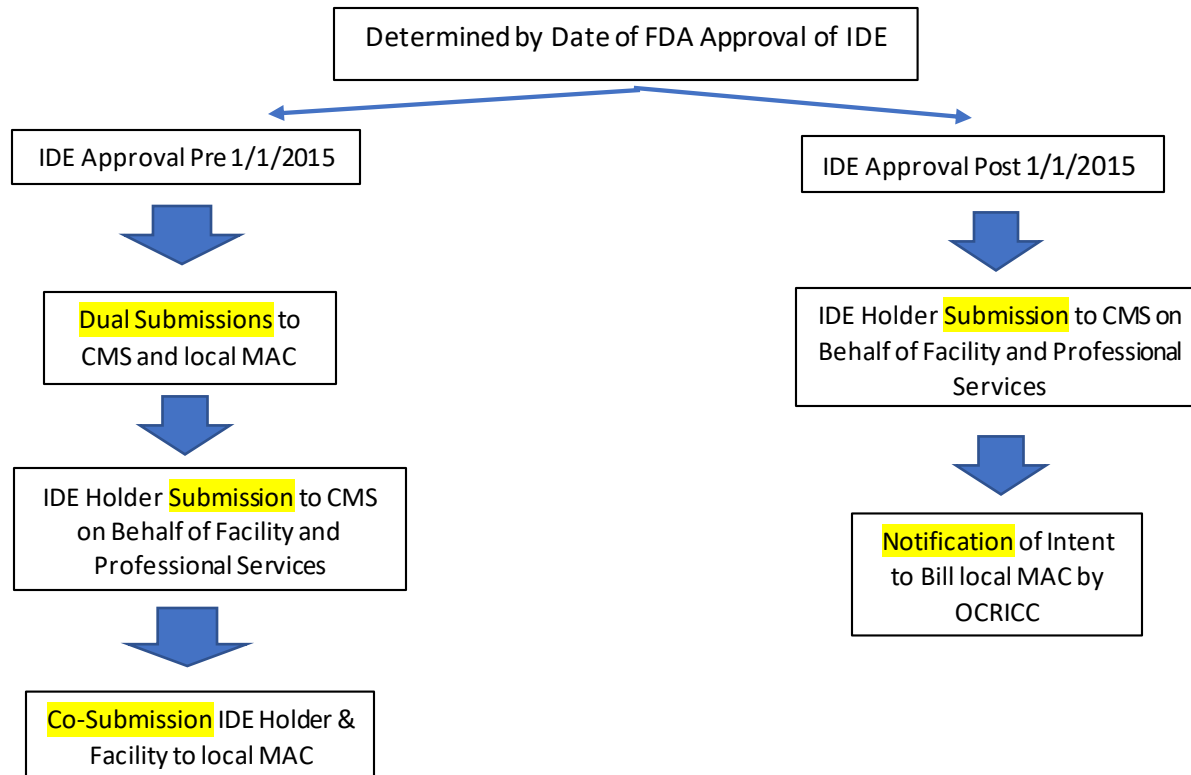 Determined by Date of FDA Approval of IDE
IDE Approval Pre 1/1/2015
Dual Submissions to
CMS and local MAC
IDE Holder Submission to CMS
on Behalf of Facility and
Professional Services
Co-Submission IDE Holder &
Facility to local MAC
IDE Approval Post 1/1/2015
IDE Holder Submission to CMS on
Behalf of Facility and Professional
Services
Notification of Intent
to Bill local MAC by
OCRICC